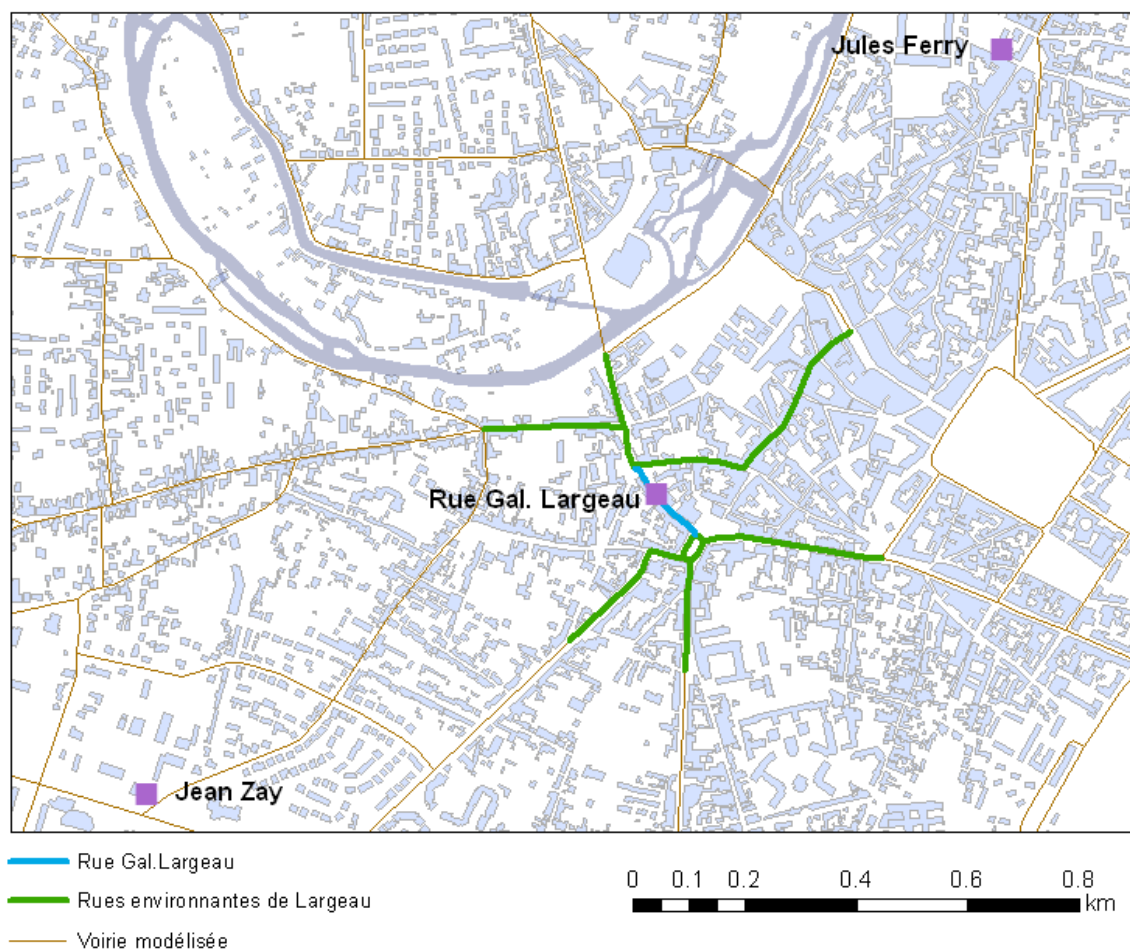 Jules Ferry
Rue Gal. Largeau
Jean Zay
Rue Gal.Largeau
Rues environnantes de Largeau
Voirie modélisée
0 0.1 0.2 0.4 0.6 0.8
km